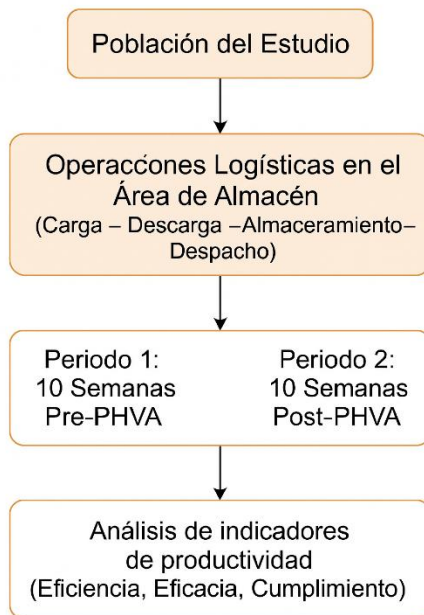 Población del Estudio
Operacciones Logísticas en el
Área de Almacén
(Carga – Descarga –Almaceramiento–
Despacho)
Periodo 1:
10 Semanas
Pre-PHVA
Periodo 2:
10 Semanas
Post-PHVA
Análisis de indicadores
de productividad
(Eficiencia, Eficacia, Cumplimiento)